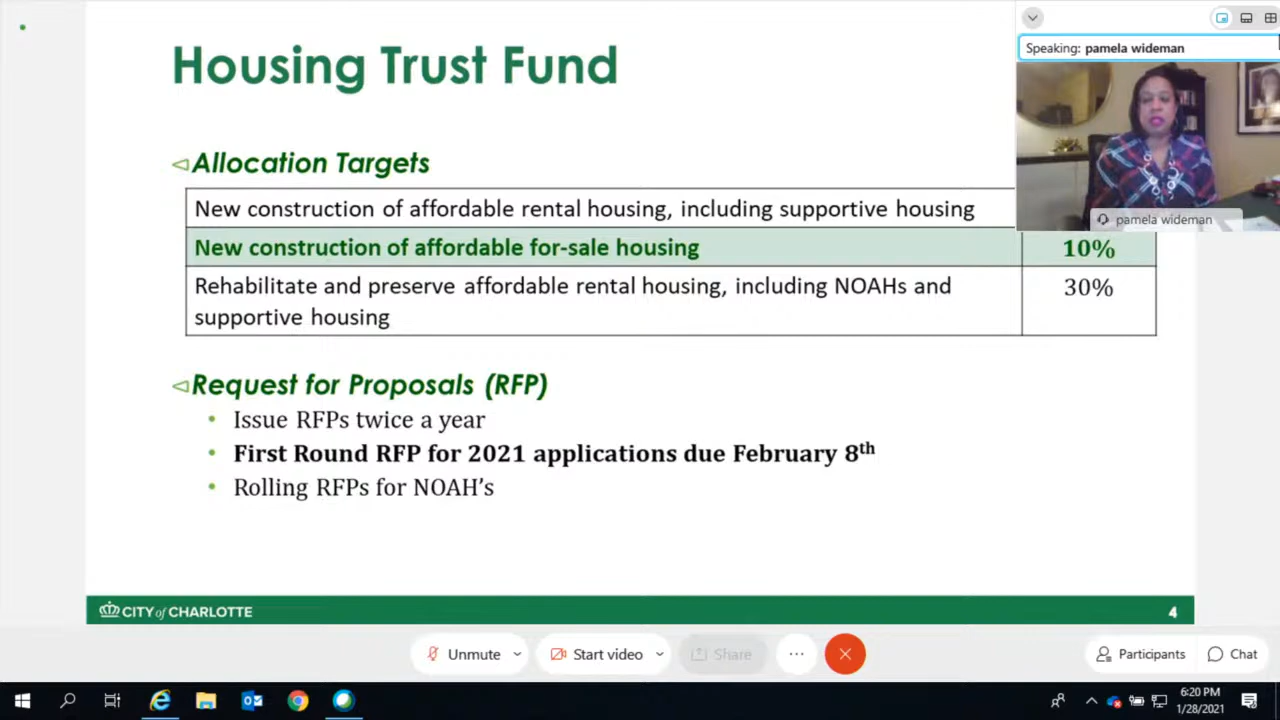 Housing Trust Fund
Speaking: pamela wideman
pamela wideman
Allocation Targets
New construction of affordable rental housing, including supportive housing
New construction of affordable for-sale housing 10%
Rehabilitate and preserve affordable rental housing, including NOAHs and 30%
supportive housing
Request for Proposals (RFP)
• Issue RFPs twice a year
• First Round RFP for 2021 applications due February 8th
• Rolling RFPs for NOAH's
CITY of CHARLOTTE 4
Unmute Start video Share Participants Chat
6:20 PM
1/28/2021